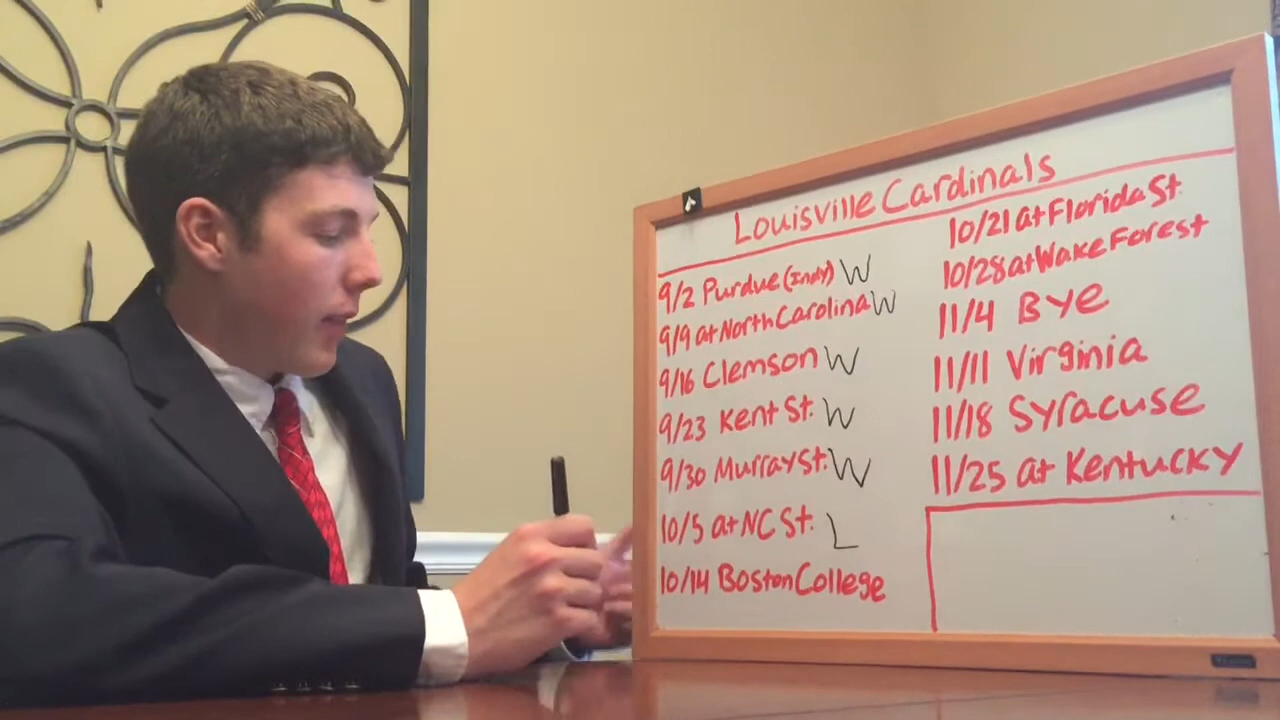 Louisville Cardinals
9/2 Purdue (Indy) W
9/9 at North Carolina W
9/16 Clemson W
9/23 Kent St. W
9/30 Murray St. W
10/5 at NC St. L
10/14 Boston College
10/21 at Florida St.
10/28 at Wake Forest
11/4 Bye
11/11 Virginia
11/18 Syracuse
11/25 at Kentucky